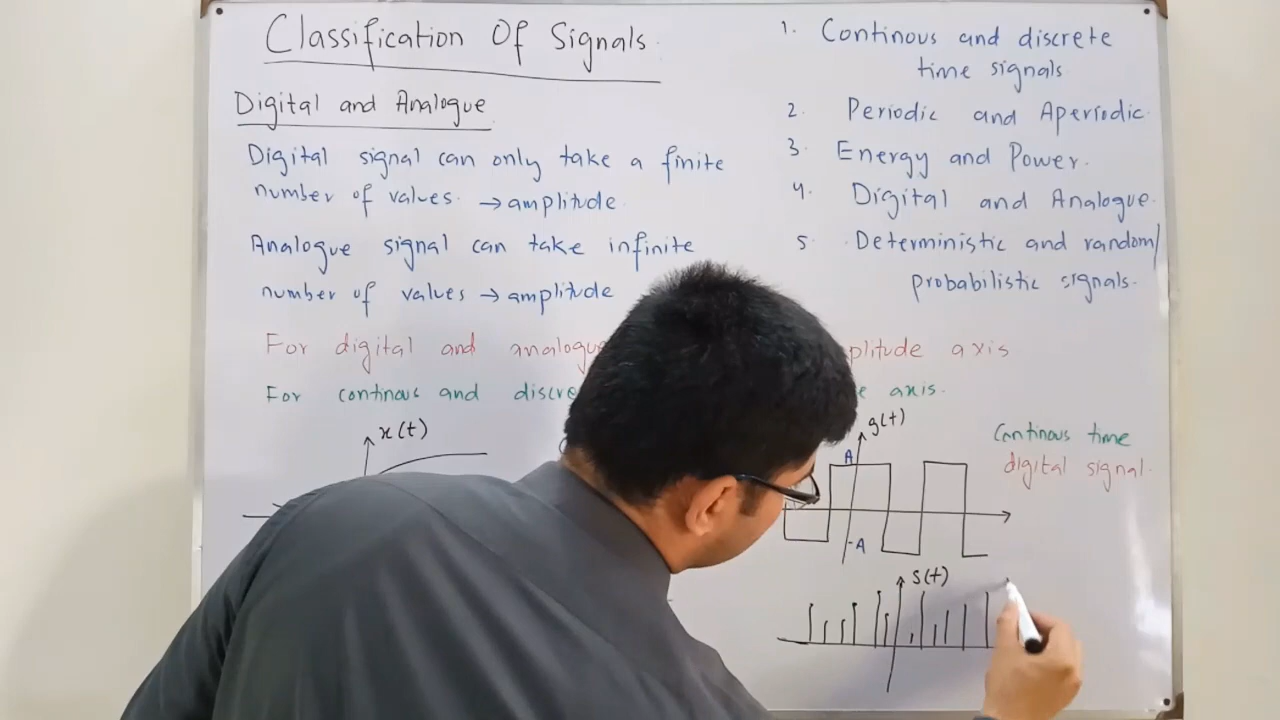 Classification Of Signals.
Digital and Analogue
Digital signal can only take a finite
number of values. → amplitude.
Analogue signal can take infinite
number of values → amplitude
For digital and analogue
axis
For continous and
axis.
x(t)
1. Continous and discrete
time signals
2. Periodic and Aperiodic.
3. Energy and Power.
4. Digital and Analogue.
5. Deterministic and random/
probabilistic signals.
g(t)
A
-A
Continous time
digital signal.
s(t)